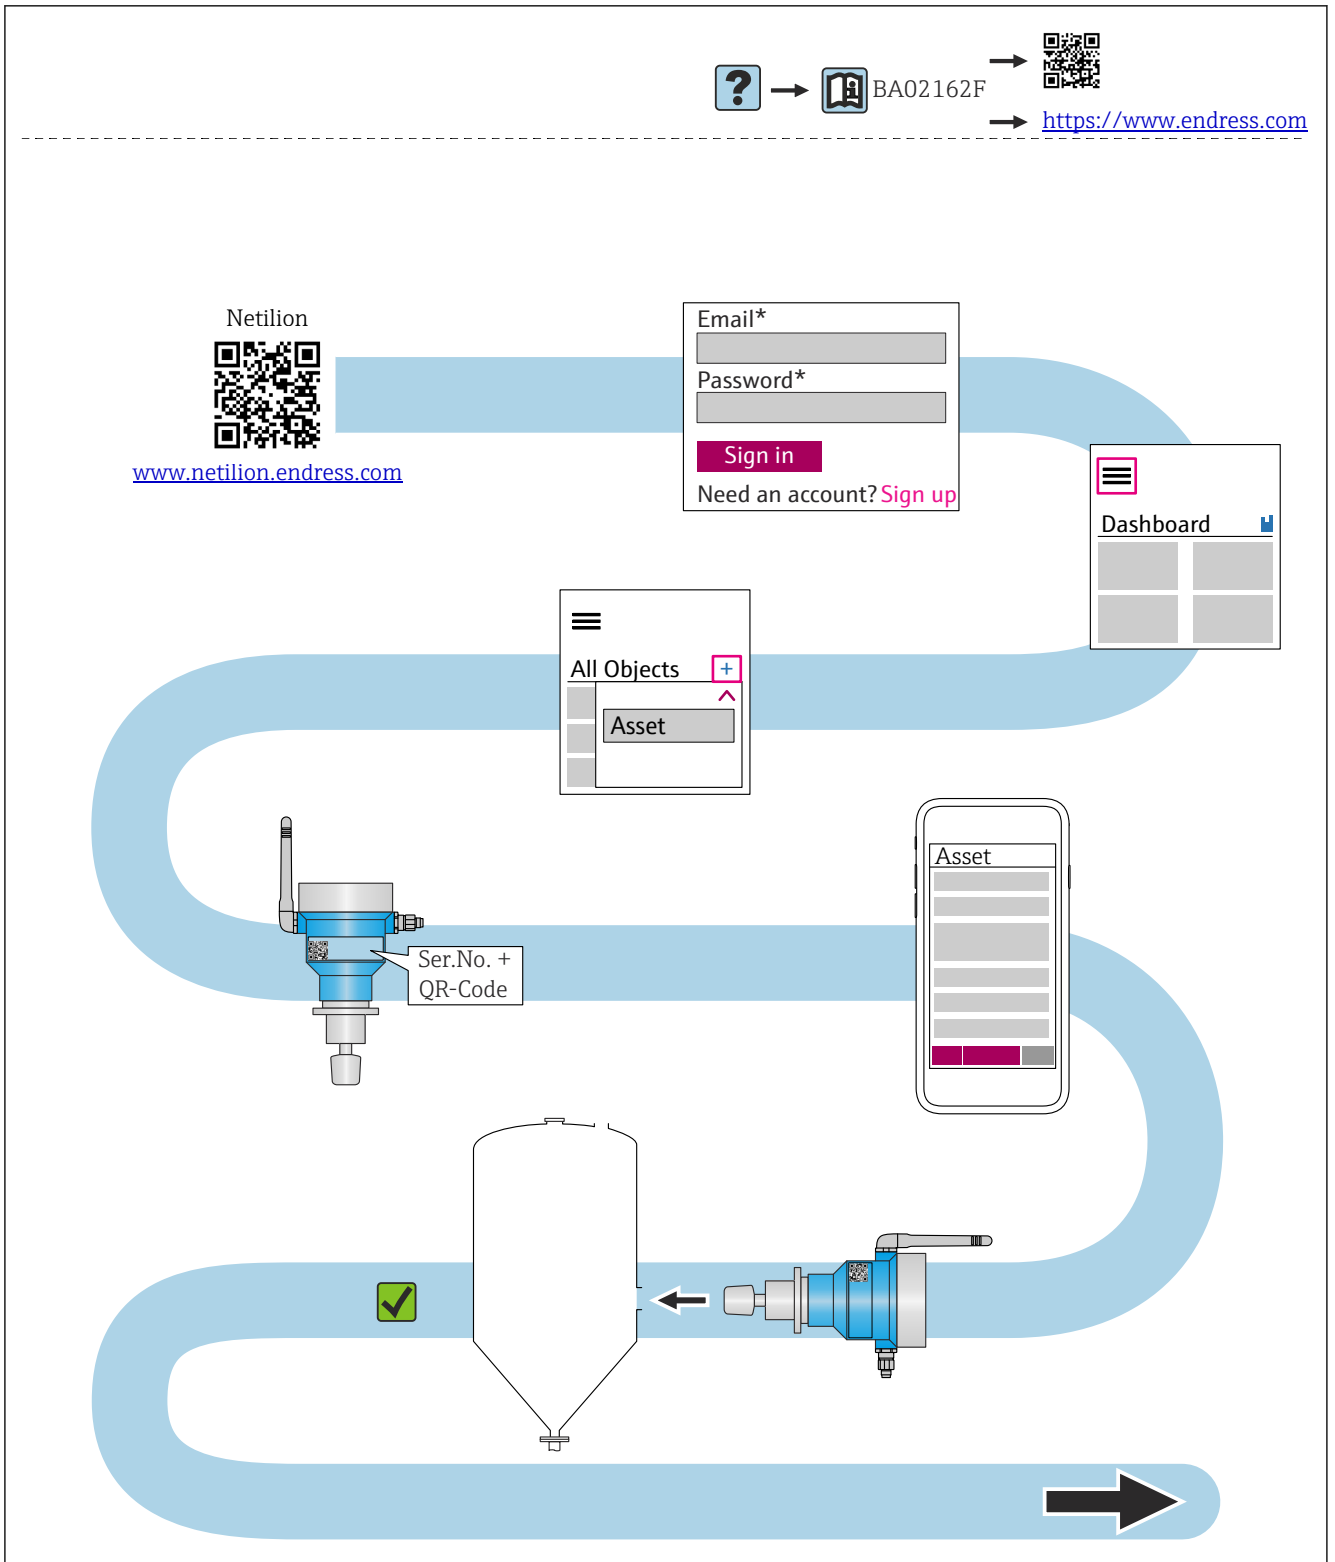 ?
BA02162F
https://www.endress.com
Netilion
www.netilion.endress.com
Email*
Password*
Sign in
Need an account? Sign up
Dashboard
All Objects +
Asset
Asset
Ser.No. +
QR-Code